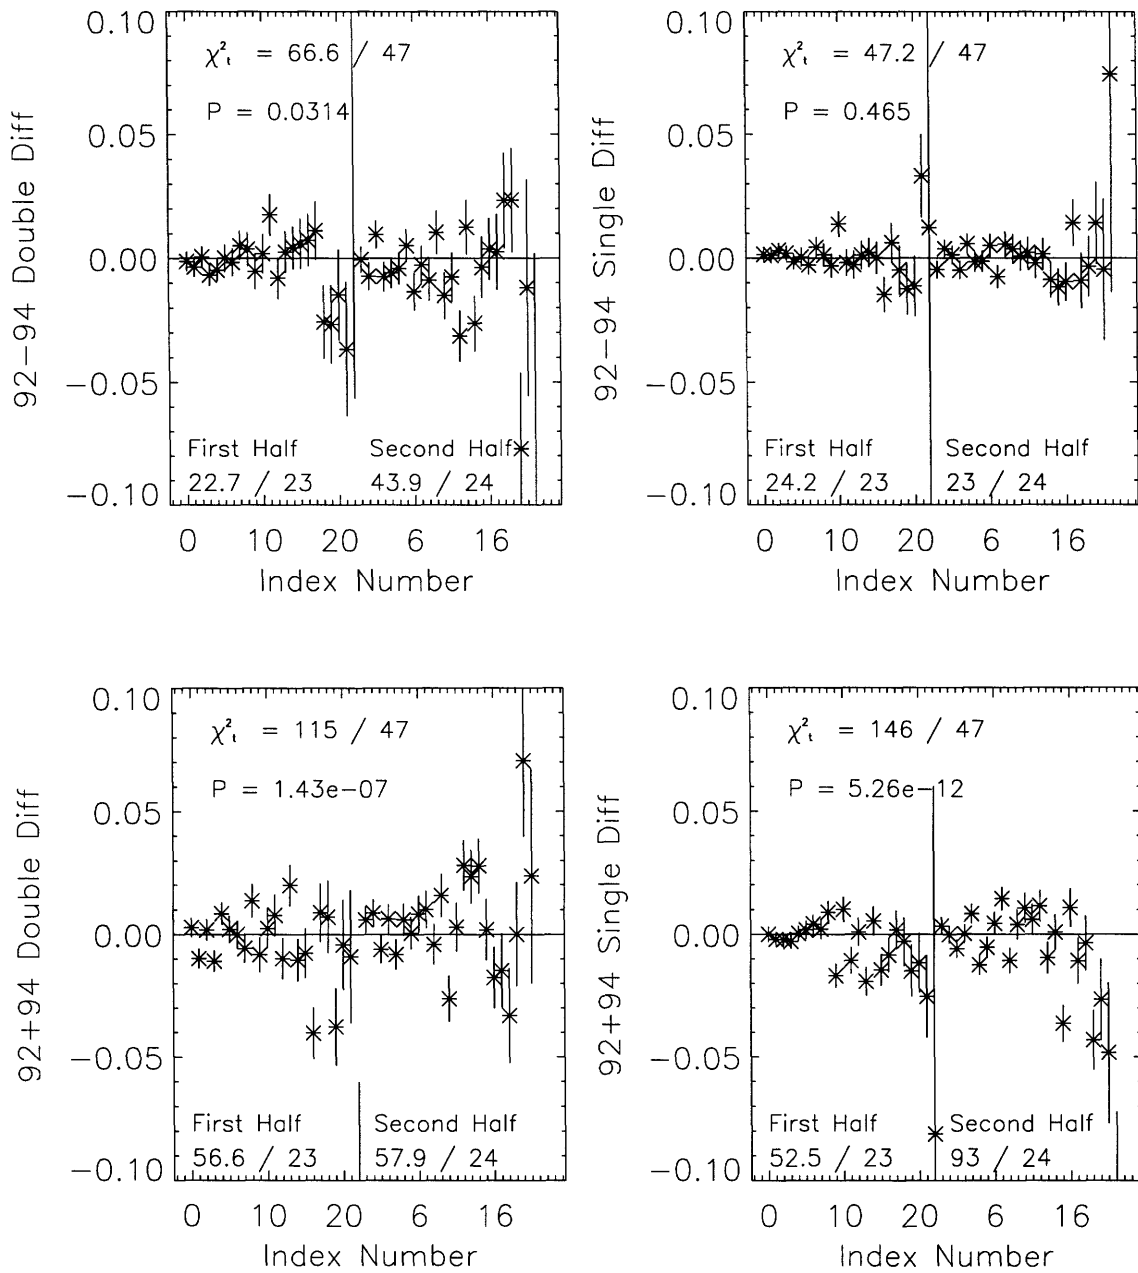 92−94 Double Diff
0.10
0.05
0.00
−0.05
−0.10
χ²ₜ = 66.6 / 47
P = 0.0314
First Half
22.7 / 23
Second Half
43.9 / 24
0 10 20 6 16
Index Number
92−94 Single Diff
0.10
0.05
0.00
−0.05
−0.10
χ²ₜ = 47.2 / 47
P = 0.465
First Half
24.2 / 23
Second Half
23 / 24
0 10 20 6 16
Index Number
92+94 Double Diff
0.10
0.05
0.00
−0.05
−0.10
χ²ₜ = 115 / 47
P = 1.43e−07
First Half
56.6 / 23
Second Half
57.9 / 24
0 10 20 6 16
Index Number
92+94 Single Diff
0.10
0.05
0.00
−0.05
−0.10
χ²ₜ = 146 / 47
P = 5.26e−12
First Half
52.5 / 23
Second Half
93 / 24
0 10 20 6 16
Index Number